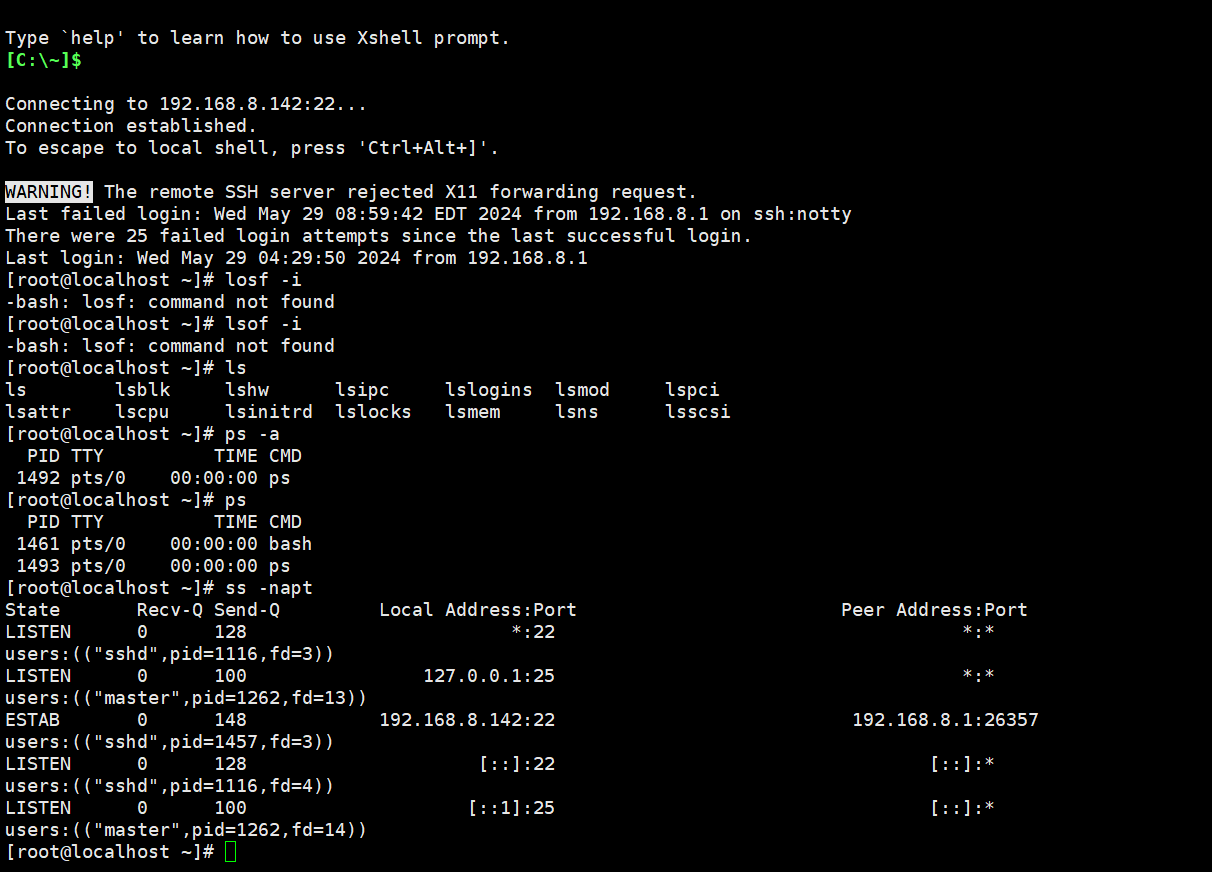 Type `help' to learn how to use Xshell prompt.
[C:\~]$
Connecting to 192.168.8.142:22...
Connection established.
To escape to local shell, press 'Ctrl+Alt+]'.
WARNING! The remote SSH server rejected X11 forwarding request.
Last failed login: Wed May 29 08:59:42 EDT 2024 from 192.168.8.1 on ssh:notty
There were 25 failed login attempts since the last successful login.
Last login: Wed May 29 04:29:50 2024 from 192.168.8.1
[root@localhost ~]# losf -i
-bash: losf: command not found
[root@localhost ~]# lsof -i
-bash: lsof: command not found
[root@localhost ~]# ls
ls        lsblk     lshw      lsipc     lslogins  lsmod     lspci
lsattr    lscpu     lsinitrd  lslocks   lsmem     lsns      lsscsi
[root@localhost ~]# ps -a
  PID TTY          TIME CMD
 1492 pts/0    00:00:00 ps
[root@localhost ~]# ps
  PID TTY          TIME CMD
 1461 pts/0    00:00:00 bash
 1493 pts/0    00:00:00 ps
[root@localhost ~]# ss -napt
State       Recv-Q Send-Q         Local Address:Port                        Peer Address:Port
LISTEN      0      128                        *:22                                     *:*
users:(("sshd",pid=1116,fd=3))
LISTEN      0      100                127.0.0.1:25                                     *:*
users:(("master",pid=1262,fd=13))
ESTAB       0      148            192.168.8.142:22                           192.168.8.1:26357
users:(("sshd",pid=1457,fd=3))
LISTEN      0      128                     [::]:22                                  [::]:*
users:(("sshd",pid=1116,fd=4))
LISTEN      0      100                    [::1]:25                                  [::]:*
users:(("master",pid=1262,fd=14))
[root@localhost ~]#